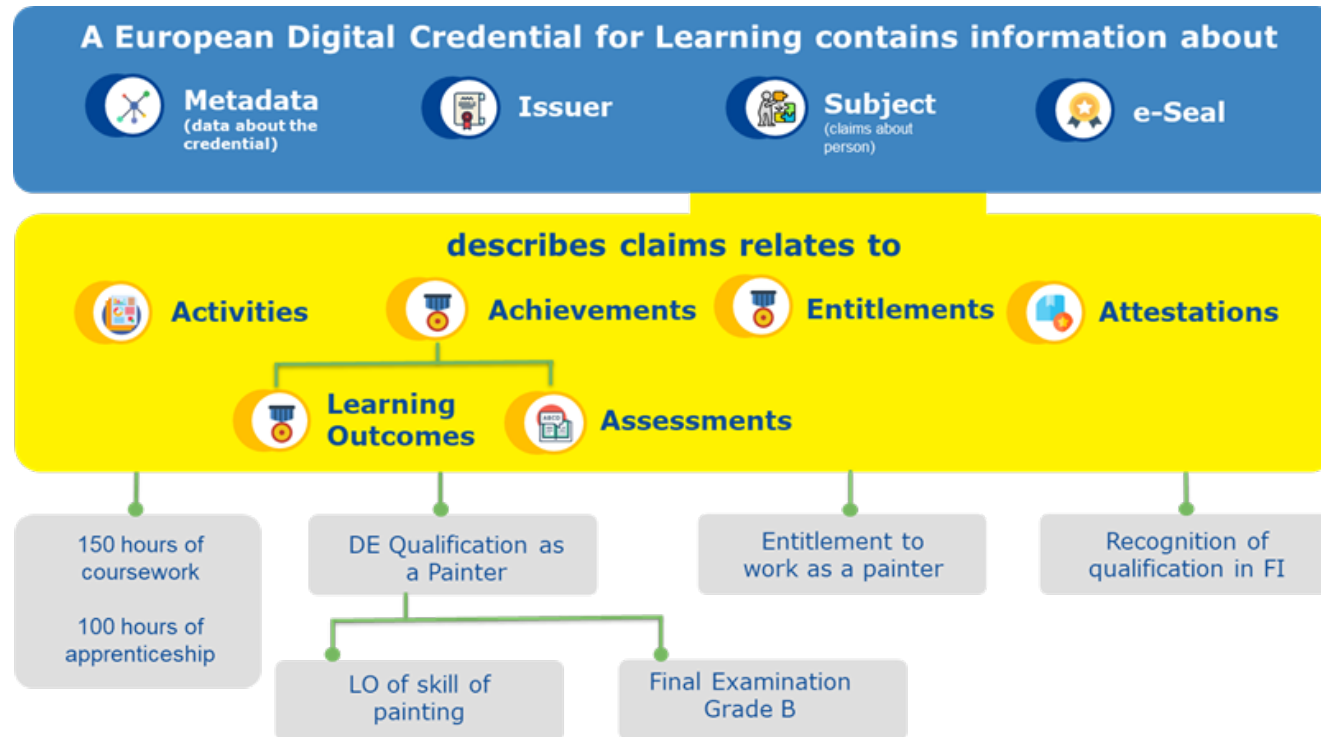 A European Digital Credential for Learning contains information about
Metadata
(data about the
credential)
Issuer
Subject
(claims about
person)
e-Seal
describes claims relates to
Activities
Achievements
Entitlements
Attestations
Learning
Outcomes
ABCD
Assessments
150 hours of
coursework
100 hours of
apprenticeship
DE Qualification as
a Painter
Entitlement to
work as a painter
Recognition of
qualification in FI
LO of skill of
painting
Final Examination
Grade B